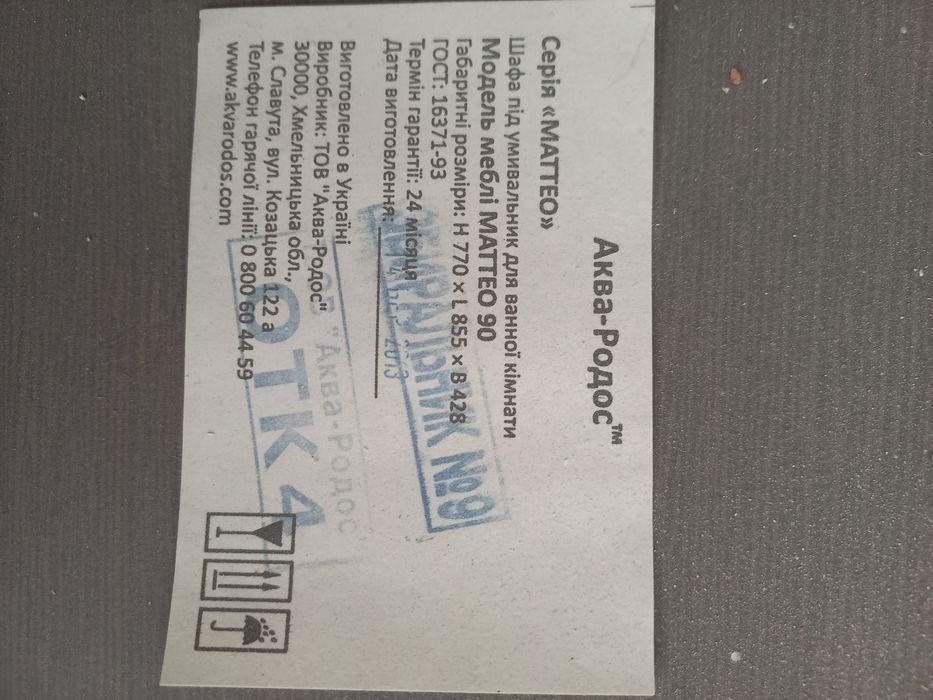 Аква-Родос™
Серія «МАТТЕО»
Шафа під умивальник для ванної кімнати
Модель меблі МАТТЕО 90
Габаритні розміри: H 770 x L 855 x B 428
ГОСТ: 16371-93
Термін гарантії: 24 місяця
Дата виготовлення:
2013
№9
Виготовлено в Україні
Виробник: ТОВ "Аква-Родос"
30000, Хмельницька обл.,
м. Славута, вул. Козацька 122 а
Телефон гарячої лінії: 0 800 60 44 59
www.akvarodos.com
ОВ "Аква-Родос
ОТК 4